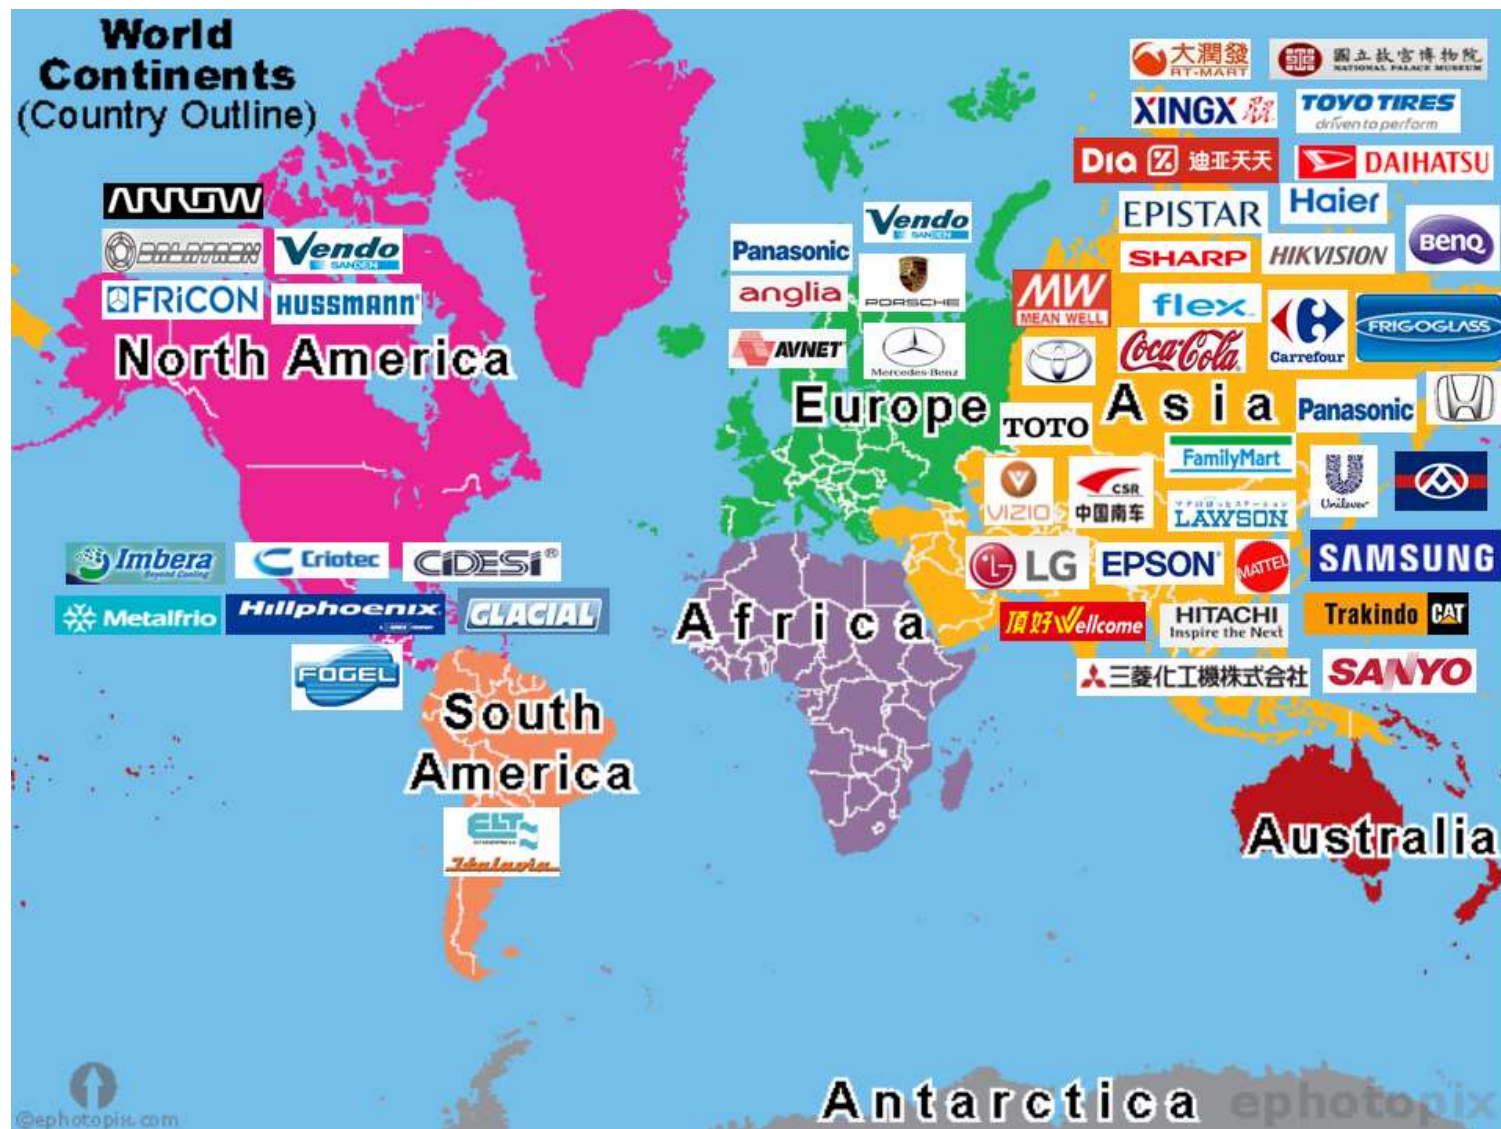 World
Continents
(Country Outline)
ARROW
Vendo
SANDEN
FRiCON
HUSSMANN®
North America
Imbera
Beyond Cooling
Criotec
CIDESI®
Metalfrio
Hillphoenix
GLACIAL
FOGEL
South
America
ELT
Italavia
Vendo
SANDEN
Panasonic
anglia
PORSCHE
AVNET
Mercedes-Benz
Europe
Africa
大潤發
RT-MART
國立故宮博物院
NATIONAL PALACE MUSEUM
XINGX
TOYO TIRES
driven to perform
Dia % 迪亚天天
DAIHATSU
EPISTAR
Haier
BenQ
SHARP
HIKVISION
MW
MEAN WELL
flex
Carrefour
FRIGOGLASS
Coca-Cola
Asia
Panasonic
TOTO
FamilyMart
VIZIO
CSR
中国南车
LAWSON
Unilever
LG
EPSON
MATTEL
SAMSUNG
頂好Wellcome
HITACHI
Inspire the Next
Trakindo CAT
三菱化工機株式会社
SANYO
Australia
Antarctica
©ephotopix.com
ephotopix